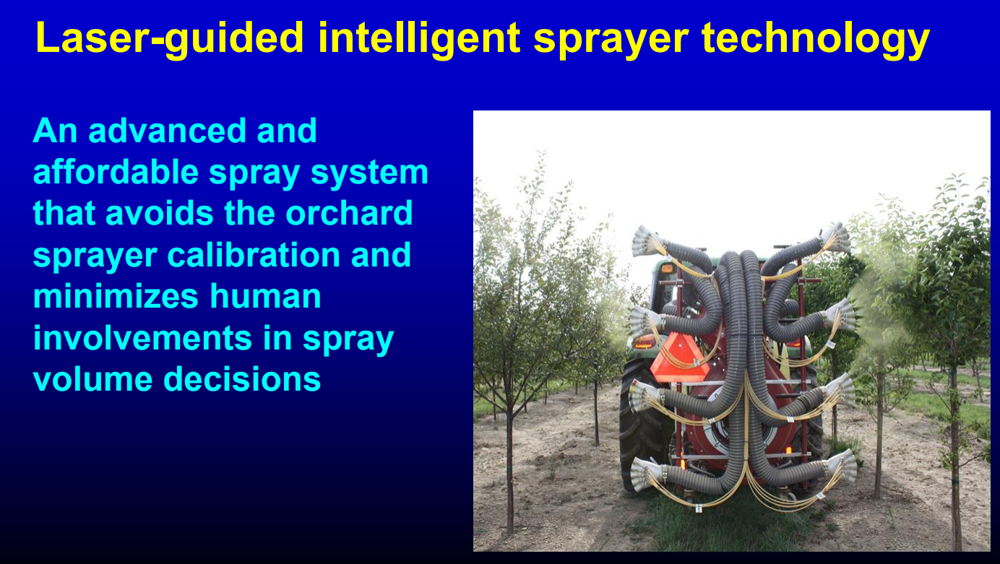 Laser-guided intelligent sprayer technology
An advanced and
affordable spray system
that avoids the orchard
sprayer calibration and
minimizes human
involvements in spray
volume decisions